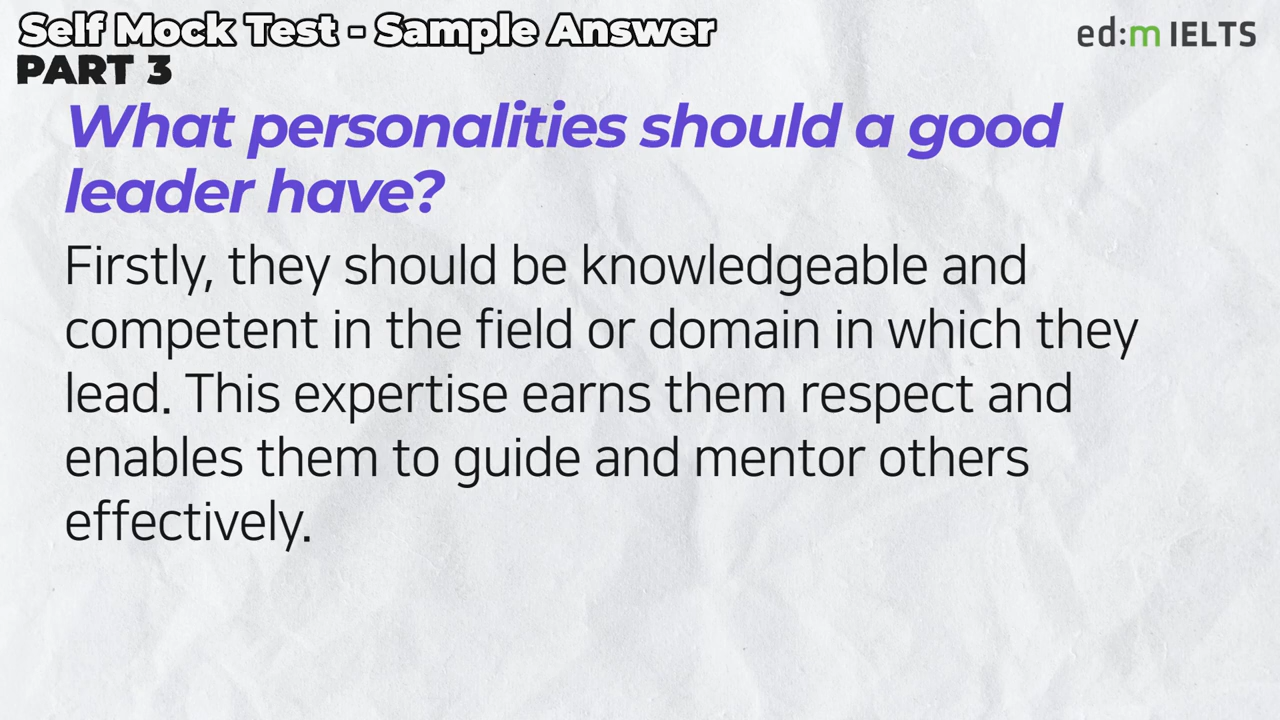 Self Mock Test - Sample Answer
ed:m IELTS
PART 3
What personalities should a good
leader have?
Firstly, they should be knowledgeable and
competent in the field or domain in which they
lead. This expertise earns them respect and
enables them to guide and mentor others
effectively.